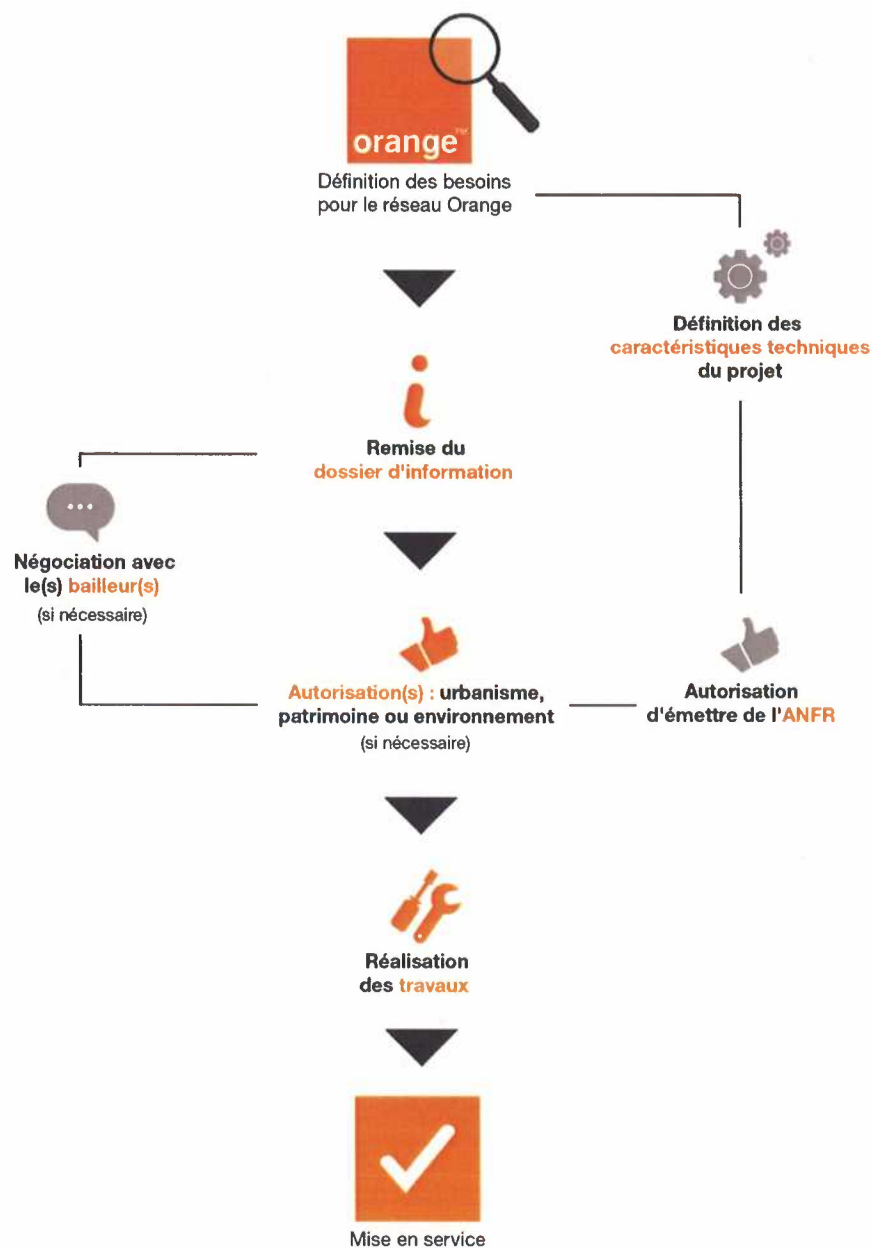 orange™
Définition des besoins
pour le réseau Orange
Définition des
caractéristiques techniques
du projet
Remise du
dossier d'information
Négociation avec
le(s) bailleur(s)
(si nécessaire)
Autorisation(s) : urbanisme,
patrimoine ou environnement
(si nécessaire)
Autorisation
d'émettre de l'ANFR
Réalisation
des travaux
Mise en service